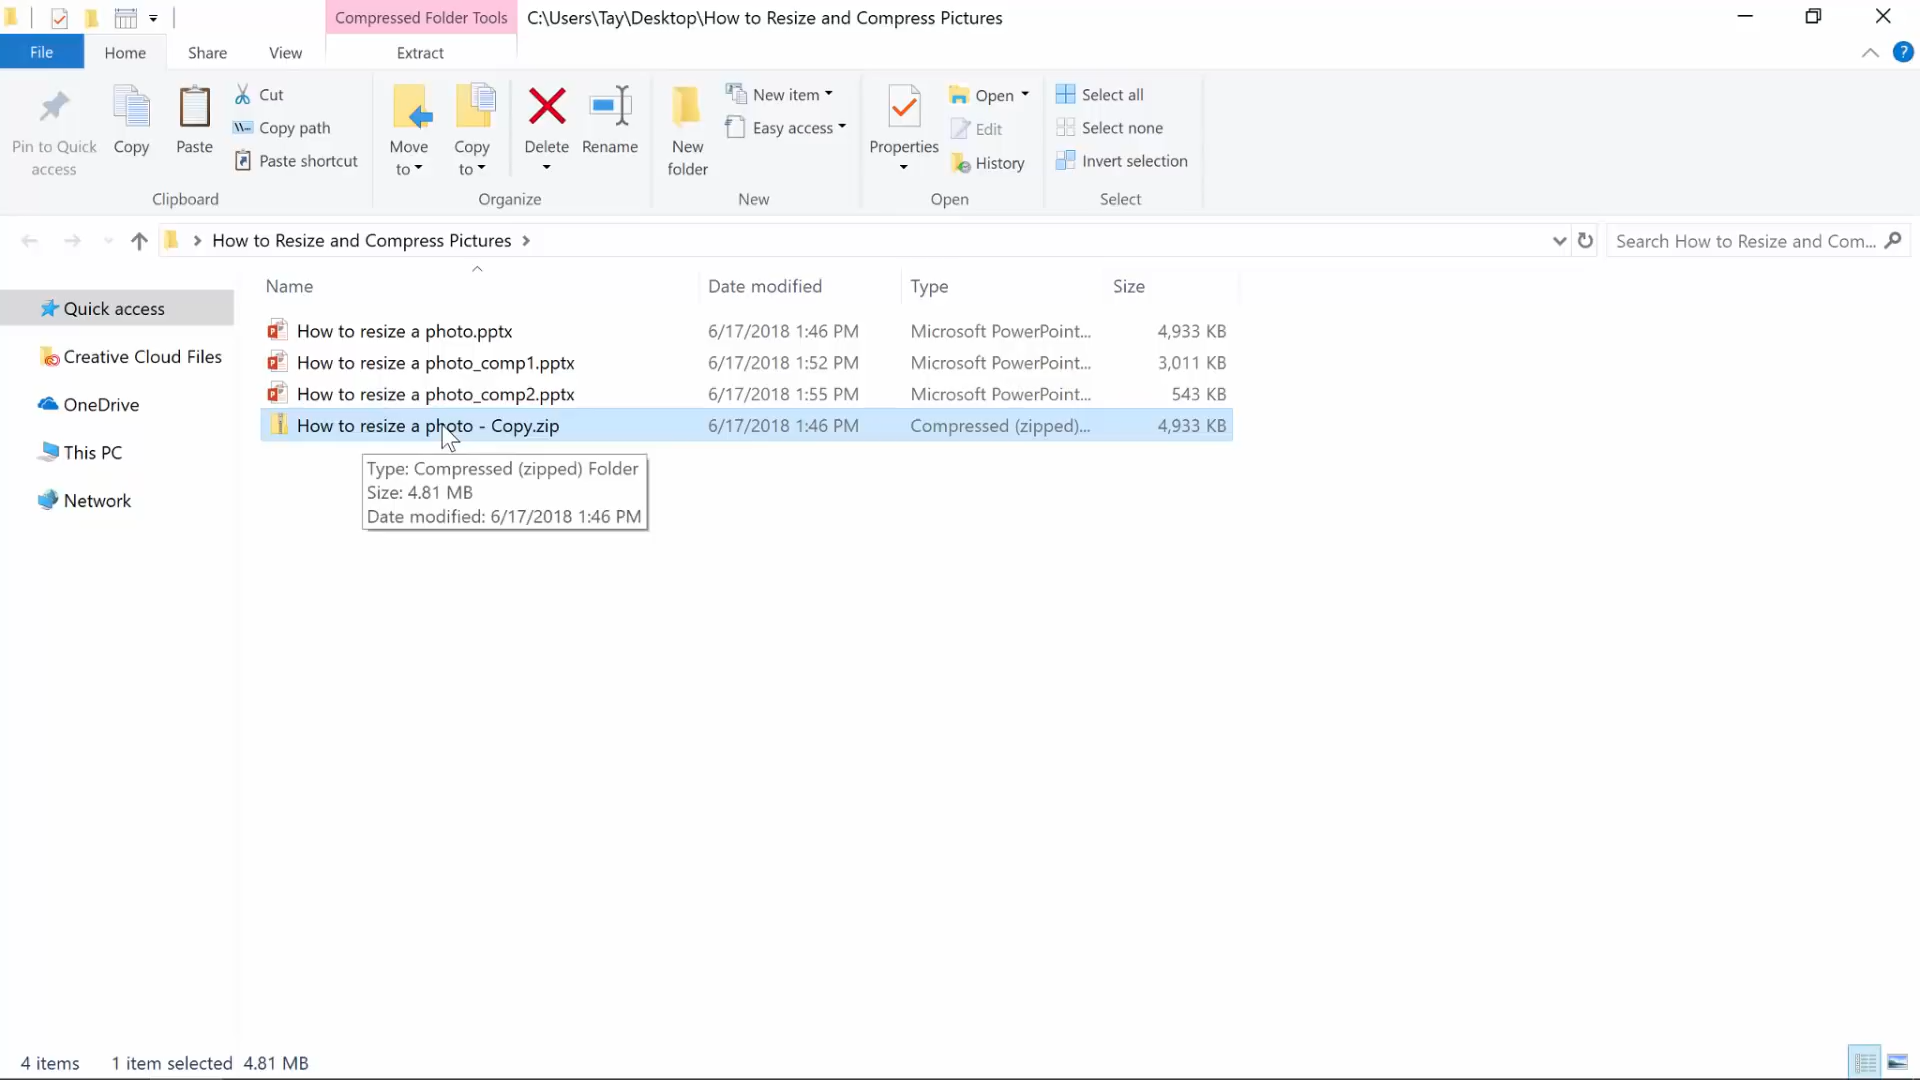 Compressed Folder Tools
C:\Users\Tay\Desktop\How to Resize and Compress Pictures
File
Home
Share
View
Extract
Pin to Quick
access
Copy
Paste
Cut
Copy path
Paste shortcut
Clipboard
Move
to
Copy
to
Delete
Rename
Organize
New
folder
New item
Easy access
New
Properties
Open
Edit
History
Open
Select all
Select none
Invert selection
Select
How to Resize and Compress Pictures
Search How to Resize and Com...
Quick access
Creative Cloud Files
OneDrive
This PC
Network
Name Date modified Type Size
How to resize a photo.pptx 6/17/2018 1:46 PM Microsoft PowerPoint... 4,933 KB
How to resize a photo_comp1.pptx 6/17/2018 1:52 PM Microsoft PowerPoint... 3,011 KB
How to resize a photo_comp2.pptx 6/17/2018 1:55 PM Microsoft PowerPoint... 543 KB
How to resize a photo - Copy.zip 6/17/2018 1:46 PM Compressed (zipped)... 4,933 KB
Type: Compressed (zipped) Folder
Size: 4.81 MB
Date modified: 6/17/2018 1:46 PM
4 items 1 item selected 4.81 MB